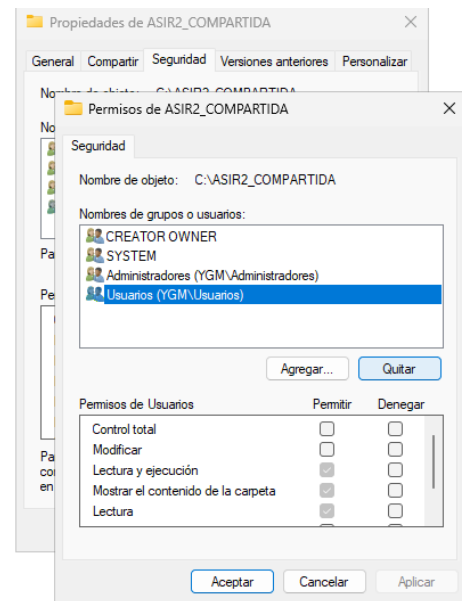 Propiedades de ASIR2_COMPARTIDA
General Compartir Seguridad Versiones anteriores Personalizar
Permisos de ASIR2_COMPARTIDA
Seguridad
Nombre de objeto: C:\ASIR2_COMPARTIDA
Nombres de grupos o usuarios:
CREATOR OWNER
SYSTEM
Administradores (YGM\Administradores)
Usuarios (YGM\Usuarios)
Agregar... Quitar
Permisos de Usuarios Permitir Denegar
Control total
Modificar
Lectura y ejecución
Mostrar el contenido de la carpeta
Lectura
Aceptar Cancelar Aplicar